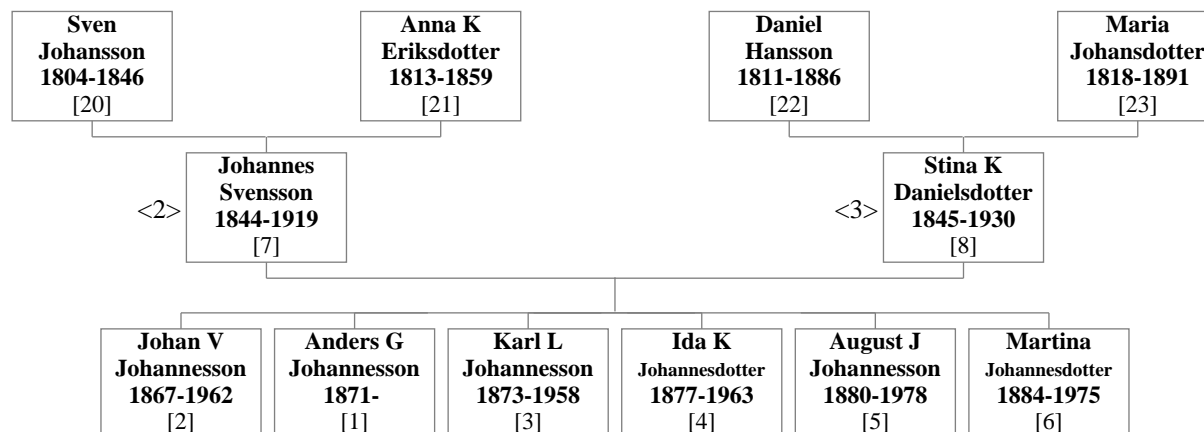 Sven
Johansson
1804-1846
[20]
Anna K
Eriksdotter
1813-1859
[21]
Daniel
Hansson
1811-1886
[22]
Maria
Johansdotter
1818-1891
[23]
<2>
Johannes
Svensson
1844-1919
[7]
<3>
Stina K
Danielsdotter
1845-1930
[8]
Johan V
Johannesson
1867-1962
[2]
Anders G
Johannesson
1871-
[1]
Karl L
Johannesson
1873-1958
[3]
Ida K
Johannesdotter
1877-1963
[4]
August J
Johannesson
1880-1978
[5]
Martina
Johannesdotter
1884-1975
[6]